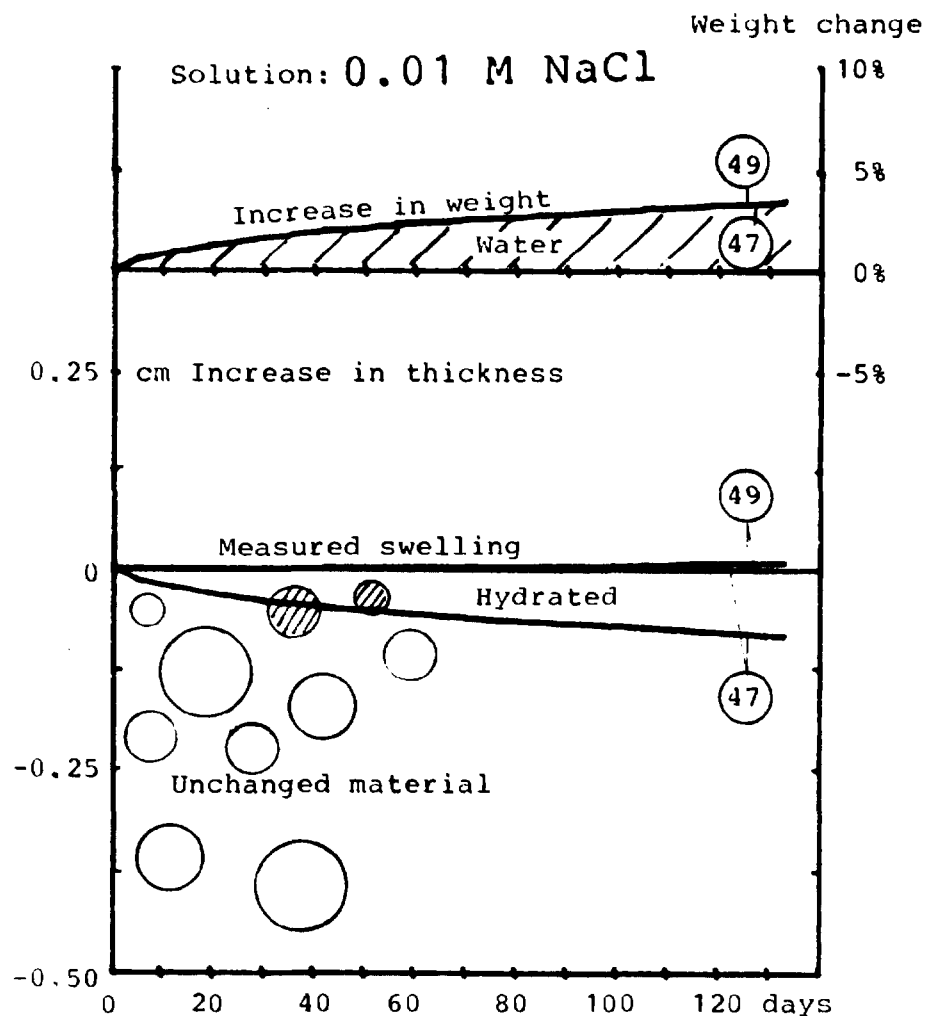 Weight change
Solution: 0.01 M NaCl
10%
49
5%
Increase in weight
Water
47
0%
0.25 cm Increase in thickness
-5%
49
Measured swelling
0
Hydrated
47
-0.25
Unchanged material
-0.50
0 20 40 60 80 100 120 days